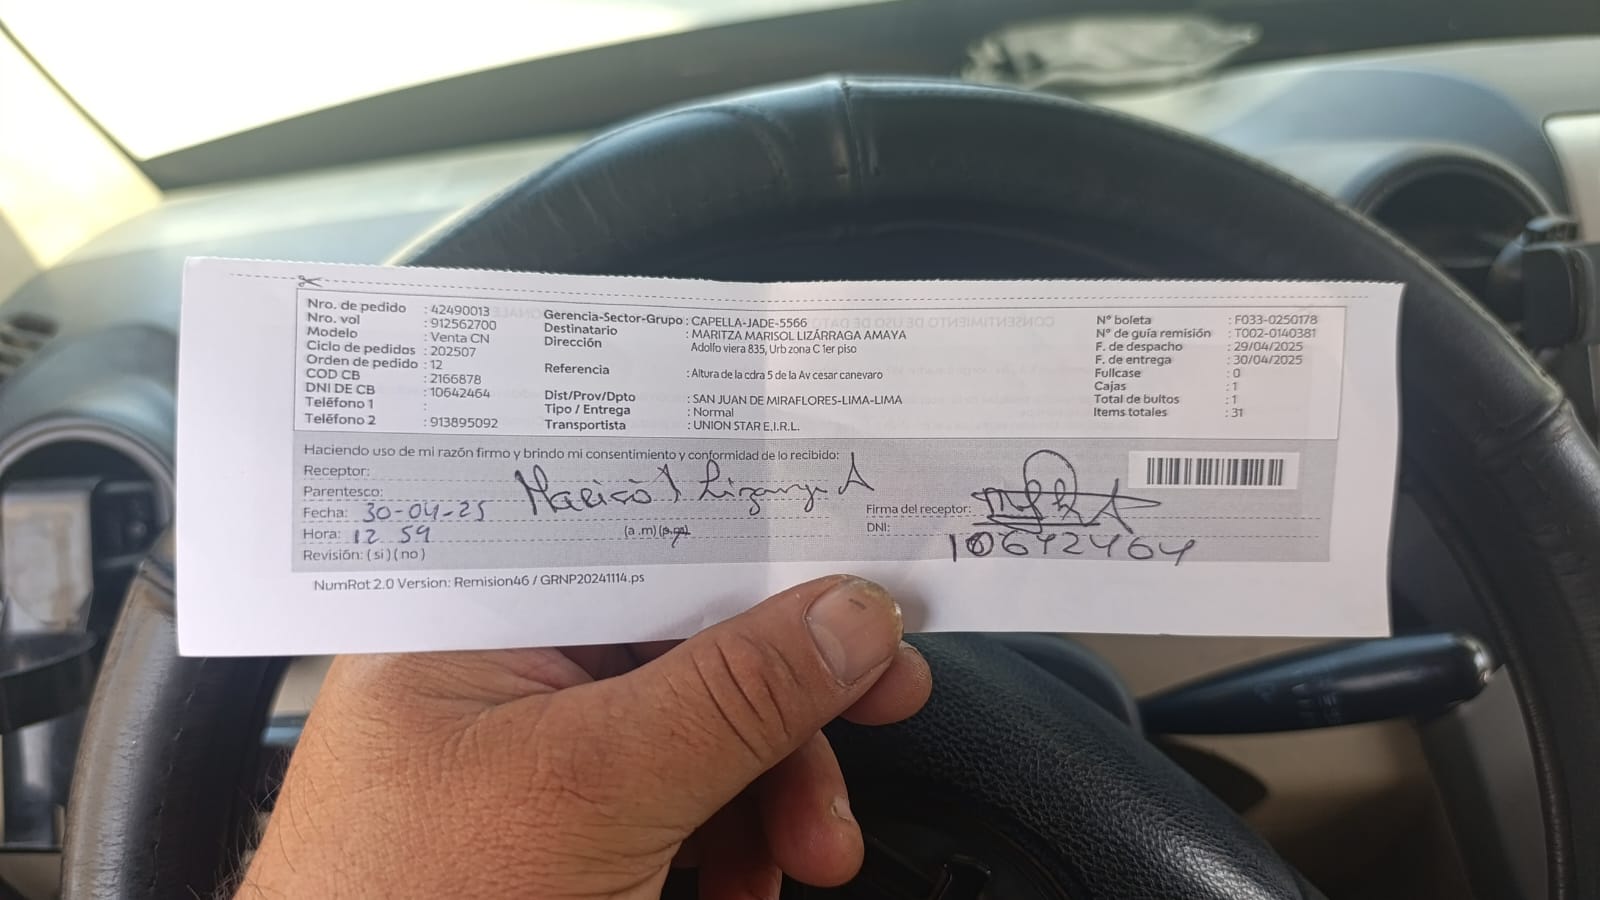 Nro. de pedido : 42490013
Nro. vol : 912562700
Modelo : Venta CN
Ciclo de pedidos : 202507
Orden de pedido : 12
COD CB : 2166878
DNI DE CB : 10642464
Teléfono 1 :
Teléfono 2 : 913895092
Gerencia-Sector-Grupo : CAPELLA-JADE-5566
Destinatario : MARITZA MARISOL LIZÁRRAGA AMAYA
Dirección Adolfo viera 835, Urb zona C 1er piso
Referencia : Altura de la cdra 5 de la Av cesar canevaro
Dist/Prov/Dpto : SAN JUAN DE MIRAFLORES-LIMA-LIMA
Tipo / Entrega : Normal
Transportista : UNION STAR E.I.R.L.
N° boleta : F033-0250178
N° de guía remisión : T002-0140381
F. de despacho : 29/04/2025
F. de entrega : 30/04/2025
Fullcase : 0
Cajas : 1
Total de bultos : 1
Items totales : 31
Haciendo uso de mi razón firmo y brindo mi consentimiento y conformidad de lo recibido:
Receptor:
Parentesco:
Fecha: 30-04-25
Hora: 12 59 (a.m)(p.m)
Revisión: (si) (no)
Firma del receptor:
DNI: 10642464
NumRot 2.0 Version: Remision46 / GRNP20241114.ps